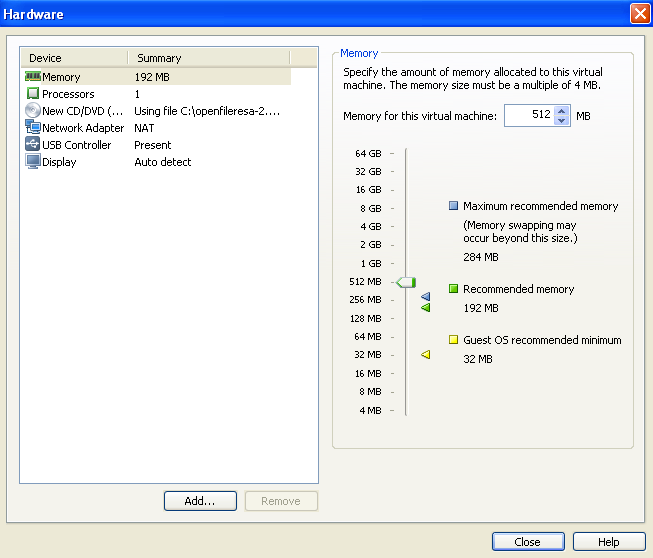 Hardware
Device Summary
Memory 192 MB
Processors 1
New CD/DVD (... Using file C:\openfileresa-2....
Network Adapter NAT
USB Controller Present
Display Auto detect
Add...
Remove
Memory
Specify the amount of memory allocated to this virtual
machine. The memory size must be a multiple of 4 MB.
Memory for this virtual machine: 512 MB
64 GB
32 GB
16 GB
8 GB
4 GB
2 GB
1 GB
512 MB
256 MB
128 MB
64 MB
32 MB
16 MB
8 MB
4 MB
Maximum recommended memory
(Memory swapping may
occur beyond this size.)
284 MB
Recommended memory
192 MB
Guest OS recommended minimum
32 MB
Close
Help